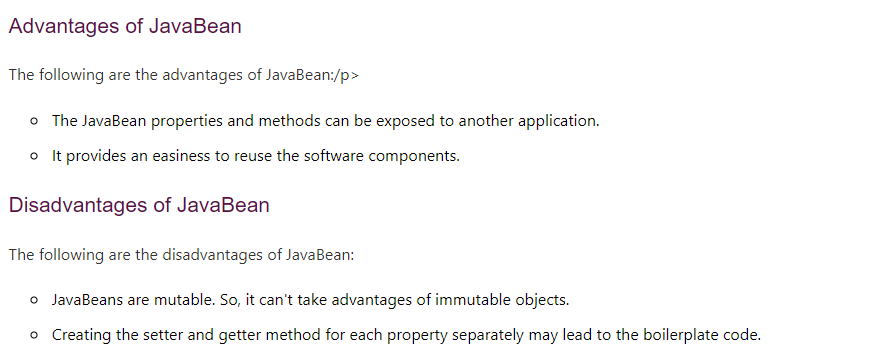 Advantages of JavaBean
The following are the advantages of JavaBean:/p>
The JavaBean properties and methods can be exposed to another application.
It provides an easiness to reuse the software components.
Disadvantages of JavaBean
The following are the disadvantages of JavaBean:
JavaBeans are mutable. So, it can't take advantages of immutable objects.
Creating the setter and getter method for each property separately may lead to the boilerplate code.